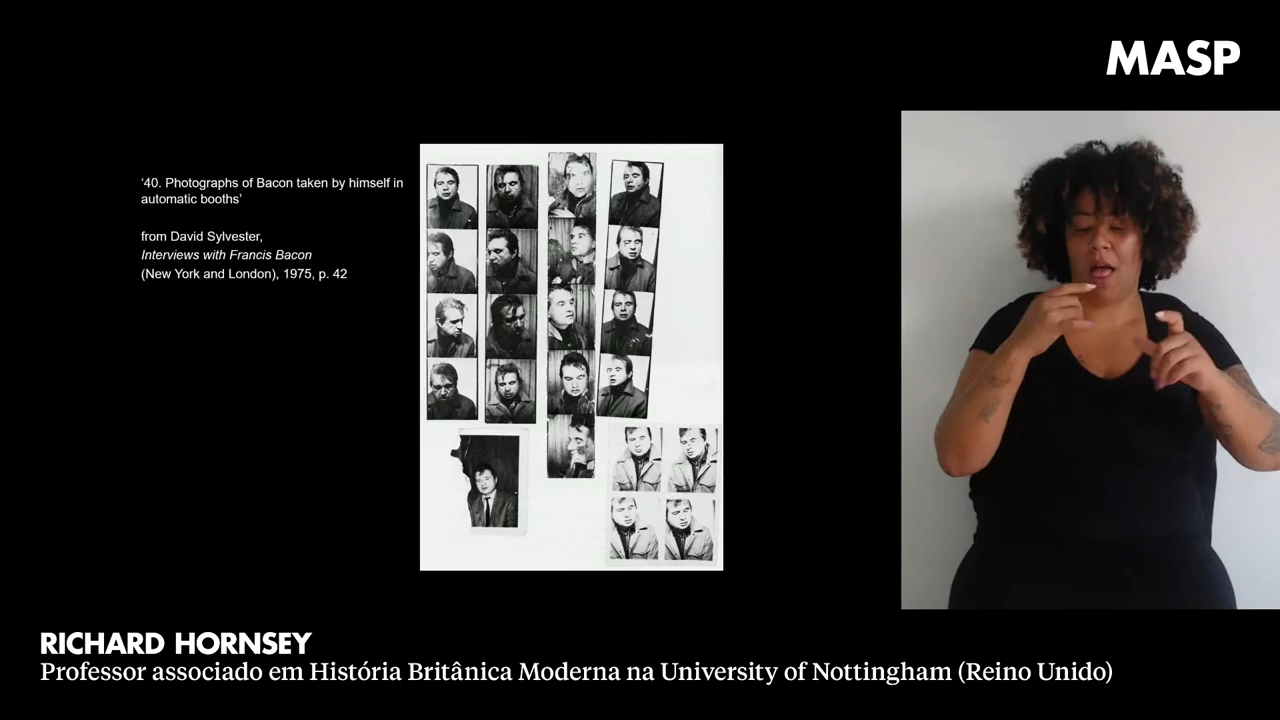 MASP
‘40. Photographs of Bacon taken by himself in
automatic booths’
from David Sylvester,
Interviews with Francis Bacon
(New York and London), 1975, p. 42
RICHARD HORNSEY
Professor associado em História Britânica Moderna na University of Nottingham (Reino Unido)